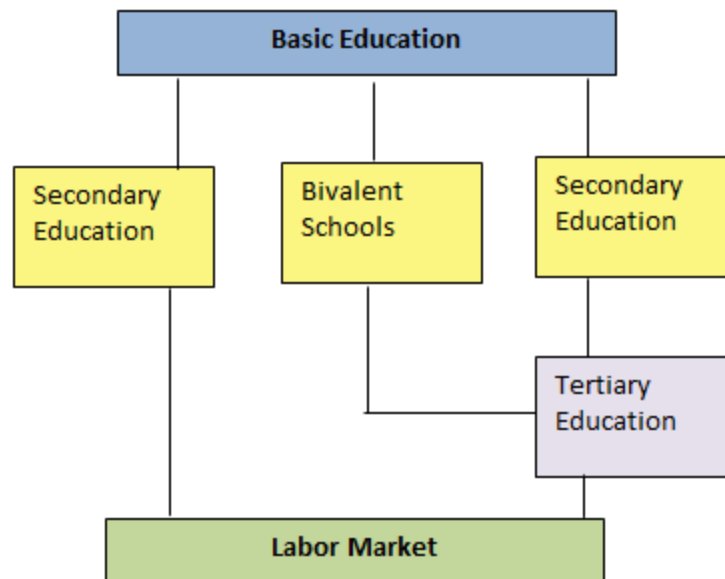 Basic Education
Secondary
Education
Bivalent
Schools
Secondary
Education
Tertiary
Education
Labor Market